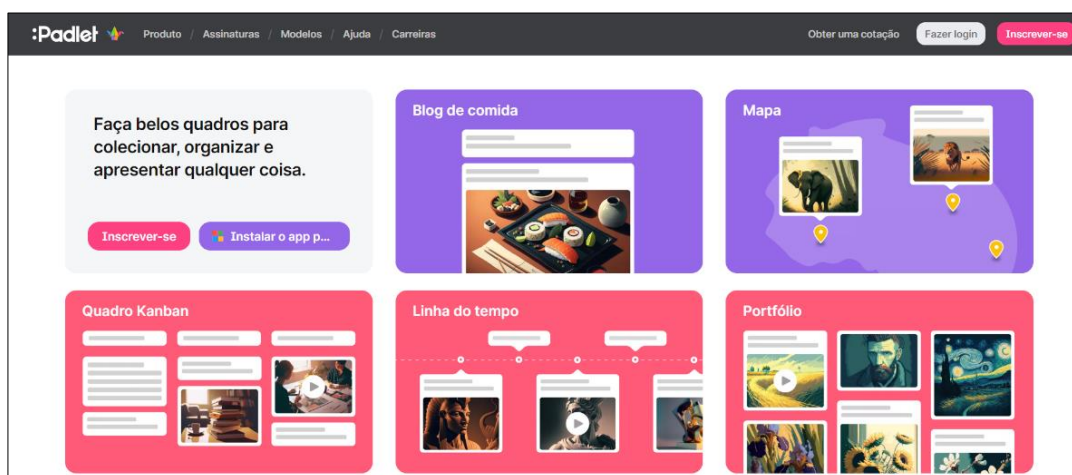 :Padlet
Produto / Assinaturas / Modelos / Ajuda / Carreiras
Obter uma cotação
Fazer login
Inscrever-se
Faça belos quadros para
colecionar, organizar e
apresentar qualquer coisa.
Inscrever-se
Instalar o app p...
Blog de comida
Mapa
Quadro Kanban
Linha do tempo
Portfólio